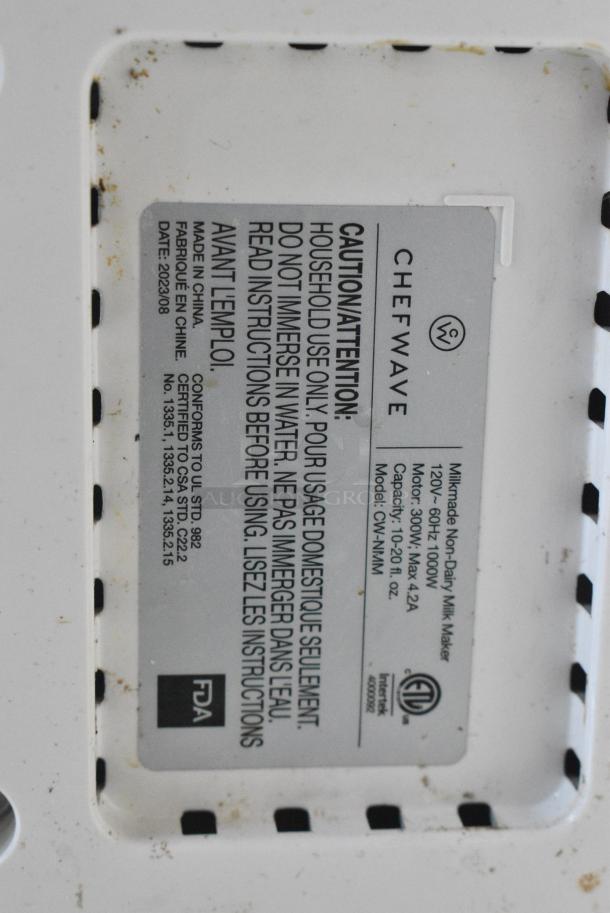 CW
CHEFWAVE
Milkmade Non-Dairy Milk Maker
120V~ 60Hz 1000W
Motor: 300W; Max 4.2A
Capacity: 10-20 fl. oz.
Model: CW-NMM
c ETL us
Intertek
4000092
CAUTION/ATTENTION:
HOUSEHOLD USE ONLY. POUR USAGE DOMESTIQUE SEULEMENT.
DO NOT IMMERSE IN WATER. NE PAS IMMERGER DANS L'EAU.
READ INSTRUCTIONS BEFORE USING. LISEZ LES INSTRUCTIONS
AVANT L'EMPLOI.
MADE IN CHINA.
FABRIQUÉ EN CHINE.
DATE: 2023/08
CONFORMS TO UL STD. 982
CERTIFIED TO CSA STD. C22.2
No. 1335.1, 1335.2.14, 1335.2.15
FDA